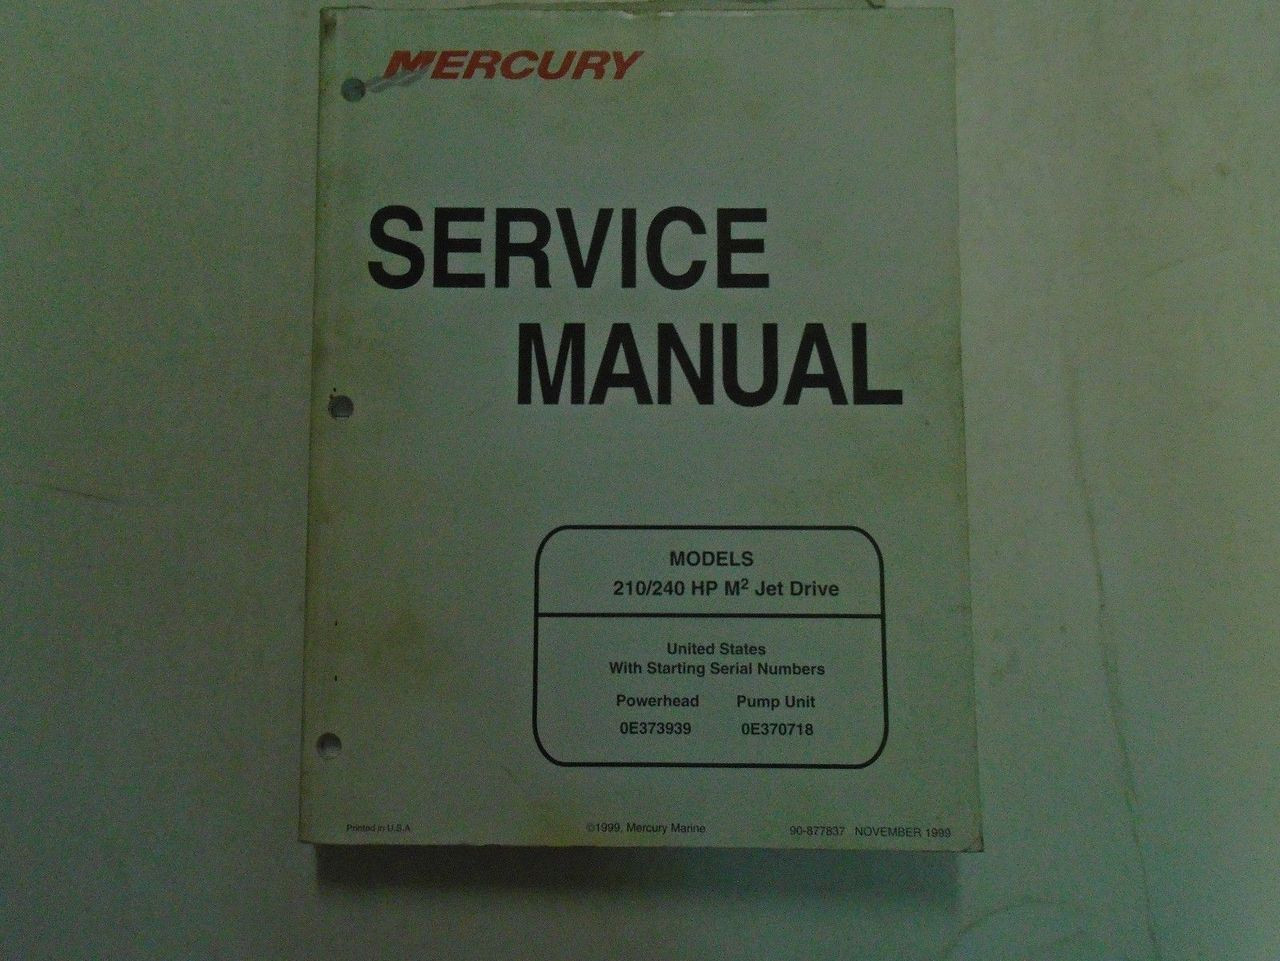 MERCURY
SERVICE
MANUAL
MODELS
210/240 HP M² Jet Drive
United States
With Starting Serial Numbers
Powerhead Pump Unit
0E373939 0E370718
Printed in U.S.A ©1999, Mercury Marine 90-877837 NOVEMBER 1999